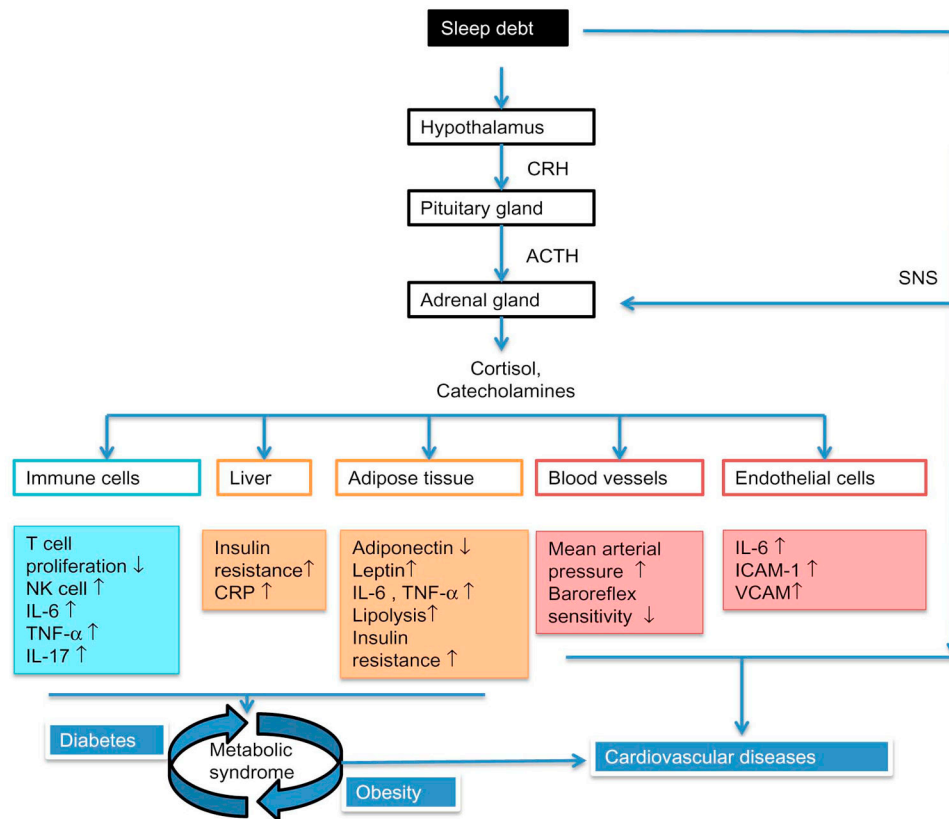 Sleep debt
Hypothalamus
CRH
Pituitary gland
ACTH
SNS
Adrenal gland
Cortisol,
Catecholamines
Immune cells
Liver
Adipose tissue
Blood vessels
Endothelial cells
T cell
proliferation ↓
NK cell ↑
IL-6 ↑
TNF-α ↑
IL-17 ↑
Insulin
resistance↑
CRP ↑
Adiponectin ↓
Leptin↑
IL-6 , TNF-α ↑
Lipolysis↑
Insulin
resistance ↑
Mean arterial
pressure ↑
Baroreflex
sensitivity ↓
IL-6 ↑
ICAM-1 ↑
VCAM↑
Diabetes
Metabolic
syndrome
Obesity
Cardiovascular diseases